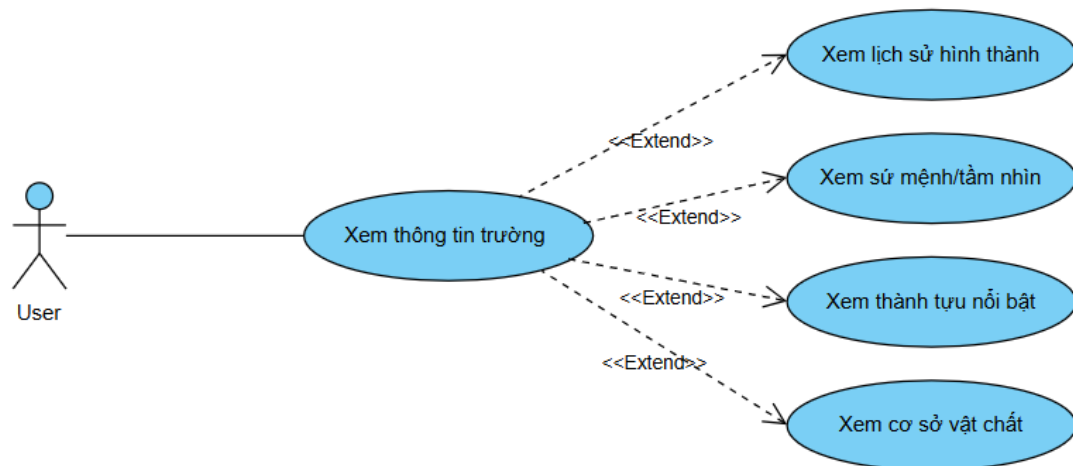 Xem lịch sử hình thành
<<Extend>>
Xem sứ mệnh/tầm nhìn
<<Extend>>
Xem thông tin trường
User
<<Extend>>
Xem thành tựu nổi bật
<<Extend>>
Xem cơ sở vật chất